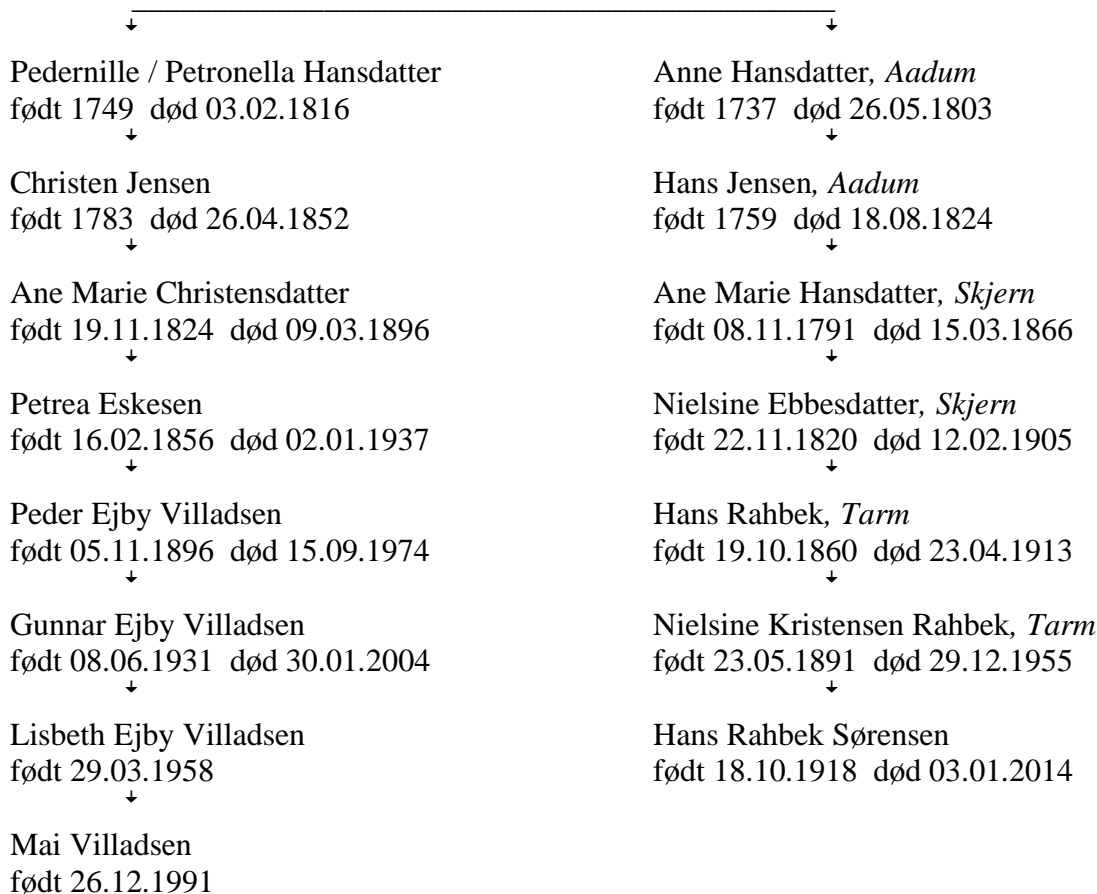 Pedernille / Petronella Hansdatter
født 1749 død 03.02.1816
Christen Jensen
født 1783 død 26.04.1852
Ane Marie Christensdatter
født 19.11.1824 død 09.03.1896
Petrea Eskesen
født 16.02.1856 død 02.01.1937
Peder Ejby Villadsen
født 05.11.1896 død 15.09.1974
Gunnar Ejby Villadsen
født 08.06.1931 død 30.01.2004
Lisbeth Ejby Villadsen
født 29.03.1958
Mai Villadsen
født 26.12.1991
Anne Hansdatter, Aadum
født 1737 død 26.05.1803
Hans Jensen, Aadum
født 1759 død 18.08.1824
Ane Marie Hansdatter, Skjern
født 08.11.1791 død 15.03.1866
Nielsine Ebbesdatter, Skjern
født 22.11.1820 død 12.02.1905
Hans Rahbek, Tarm
født 19.10.1860 død 23.04.1913
Nielsine Kristensen Rahbek, Tarm
født 23.05.1891 død 29.12.1955
Hans Rahbek Sørensen
født 18.10.1918 død 03.01.2014